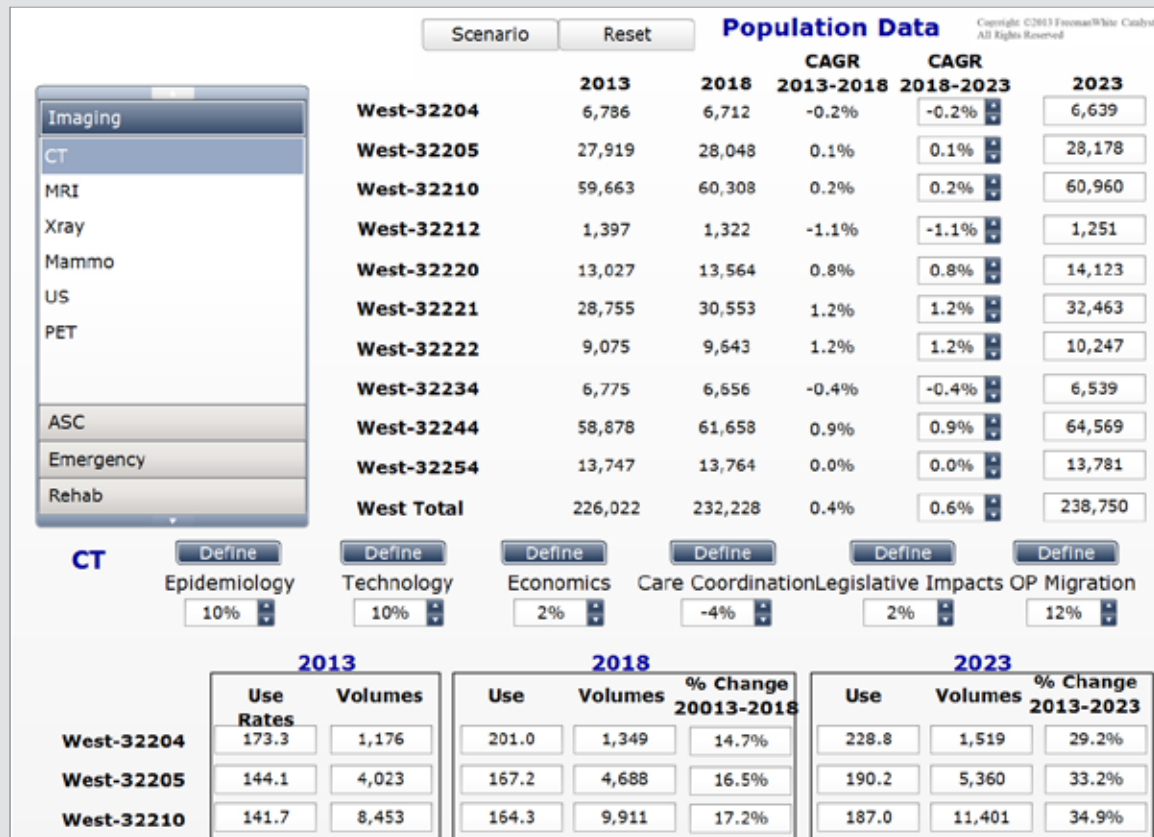 Scenario Reset Population Data Copyright ©2013 FreemanWhite Catalyst
All Rights Reserved
CAGR CAGR
2013 2018 2013-2018 2018-2023 2023
Imaging
CT
MRI
Xray
Mammo
US
PET
ASC
Emergency
Rehab
West-32204 6,786 6,712 -0.2% -0.2% 6,639
West-32205 27,919 28,048 0.1% 0.1% 28,178
West-32210 59,663 60,308 0.2% 0.2% 60,960
West-32212 1,397 1,322 -1.1% -1.1% 1,251
West-32220 13,027 13,564 0.8% 0.8% 14,123
West-32221 28,755 30,553 1.2% 1.2% 32,463
West-32222 9,075 9,643 1.2% 1.2% 10,247
West-32234 6,775 6,656 -0.4% -0.4% 6,539
West-32244 58,878 61,658 0.9% 0.9% 64,569
West-32254 13,747 13,764 0.0% 0.0% 13,781
West Total 226,022 232,228 0.4% 0.6% 238,750
CT Define Define Define Define Define Define
Epidemiology Technology Economics Care Coordination Legislative Impacts OP Migration
10% 10% 2% -4% 2% 12%
2013 2018 2023
Use Rates Volumes Use Volumes % Change 20013-2018 Use Volumes % Change 2013-2023
West-32204 173.3 1,176 201.0 1,349 14.7% 228.8 1,519 29.2%
West-32205 144.1 4,023 167.2 4,688 16.5% 190.2 5,360 33.2%
West-32210 141.7 8,453 164.3 9,911 17.2% 187.0 11,401 34.9%